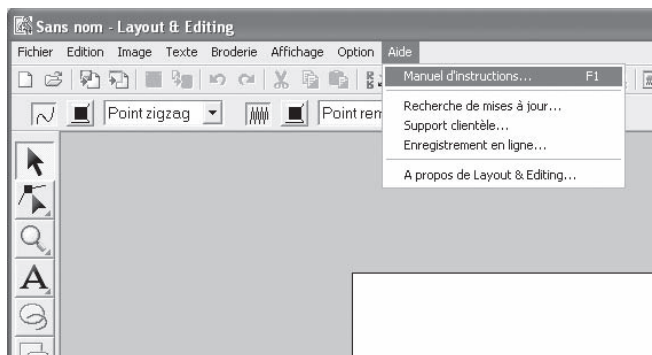 Sans nom - Layout & Editing
Fichier Edition Image Texte Broderie Affichage Option Aide
Manuel d'instructions... F1
Point zigzag
Recherche de mises à jour...
Support clientèle...
Enregistrement en ligne...
A propos de Layout & Editing...
A